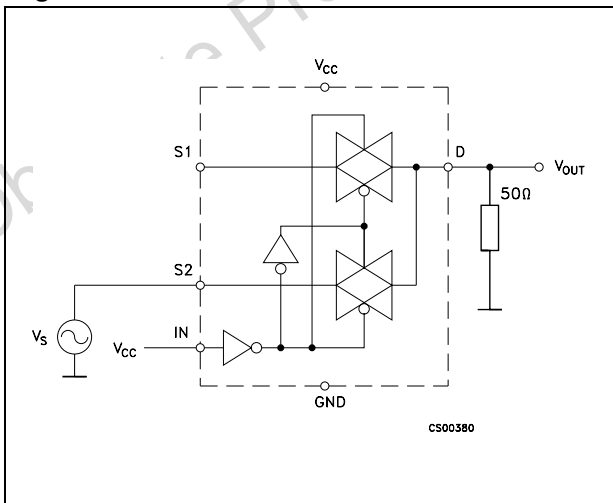 V_CC
S1
D
V_OUT
50Ω
S2
V_S
V_CC
IN
GND
CS00380